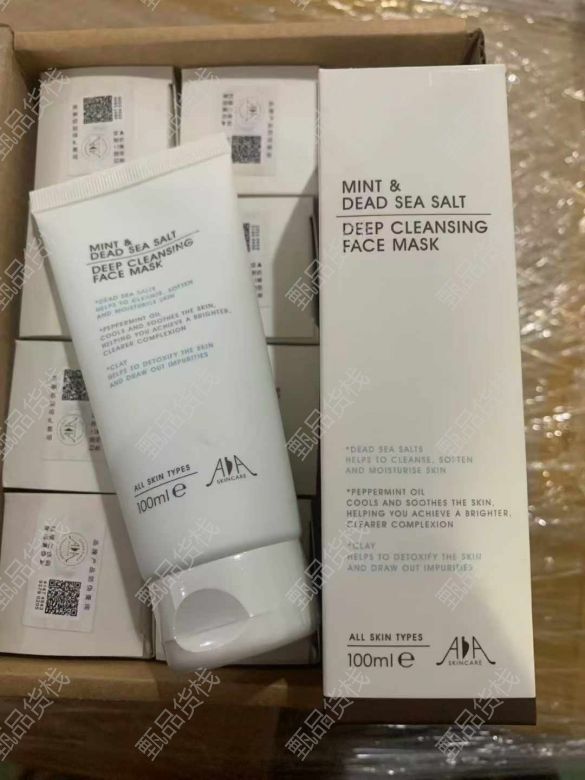 MINT &
DEAD SEA SALT
DEEP CLEANSING
FACE MASK
*DEAD SEA SALTS
HELPS TO CLEANSE, SOFTEN
AND MOISTURISE SKIN
*PEPPERMINT OIL
COOLS AND SOOTHES THE SKIN,
HELPING YOU ACHIEVE A BRIGHTER,
CLEARER COMPLEXION
*CLAY
HELPS TO DETOXIFY THE SKIN
AND DRAW OUT IMPURITIES
ALL SKIN TYPES
100ml e
AA
SKINCARE
MINT &
DEAD SEA SALT
DEEP CLEANSING
FACE MASK
*DEAD SEA SALTS
HELPS TO CLEANSE, SOFTEN
AND MOISTURISE SKIN
*PEPPERMINT OIL
COOLS AND SOOTHES THE SKIN,
HELPING YOU ACHIEVE A BRIGHTER,
CLEARER COMPLEXION
*CLAY
HELPS TO DETOXIFY THE SKIN
AND DRAW OUT IMPURITIES
ALL SKIN TYPES
100ml e
AA
SKINCARE
甄品货栈